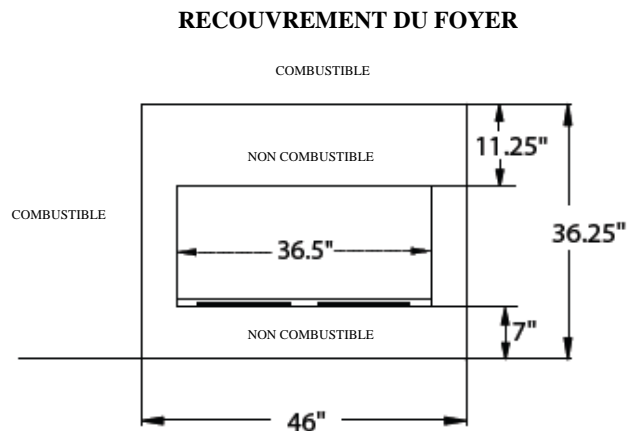 RECOUVREMENT DU FOYER
COMBUSTIBLE
NON COMBUSTIBLE
11.25"
COMBUSTIBLE
36.5"
36.25"
NON COMBUSTIBLE
7"
46"